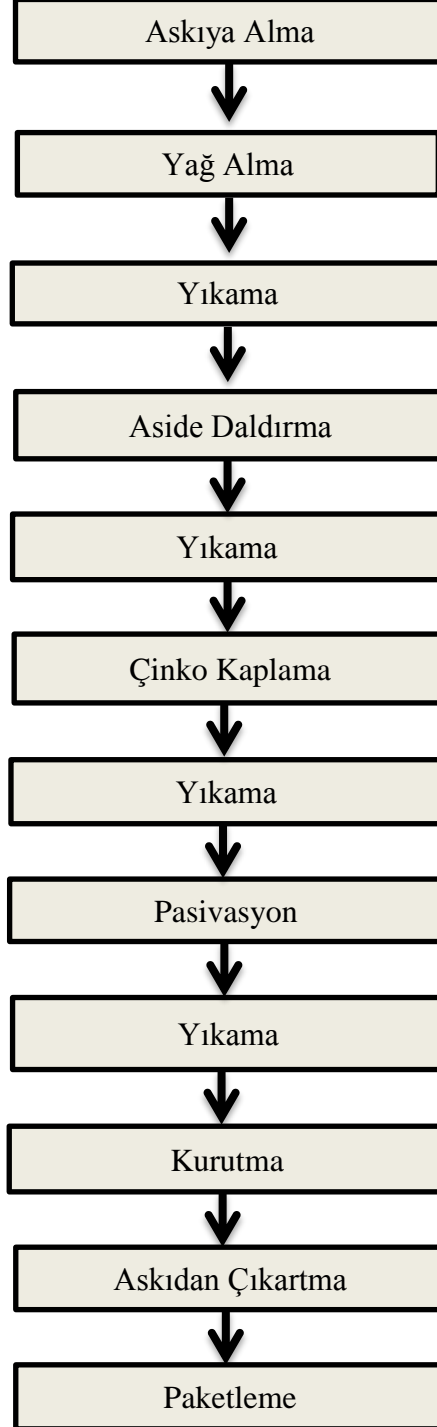 Askıya Alma
Yağ Alma
Yıkama
Aside Daldırma
Yıkama
Çinko Kaplama
Yıkama
Pasivasyon
Yıkama
Kurutma
Askıdan Çıkartma
Paketleme